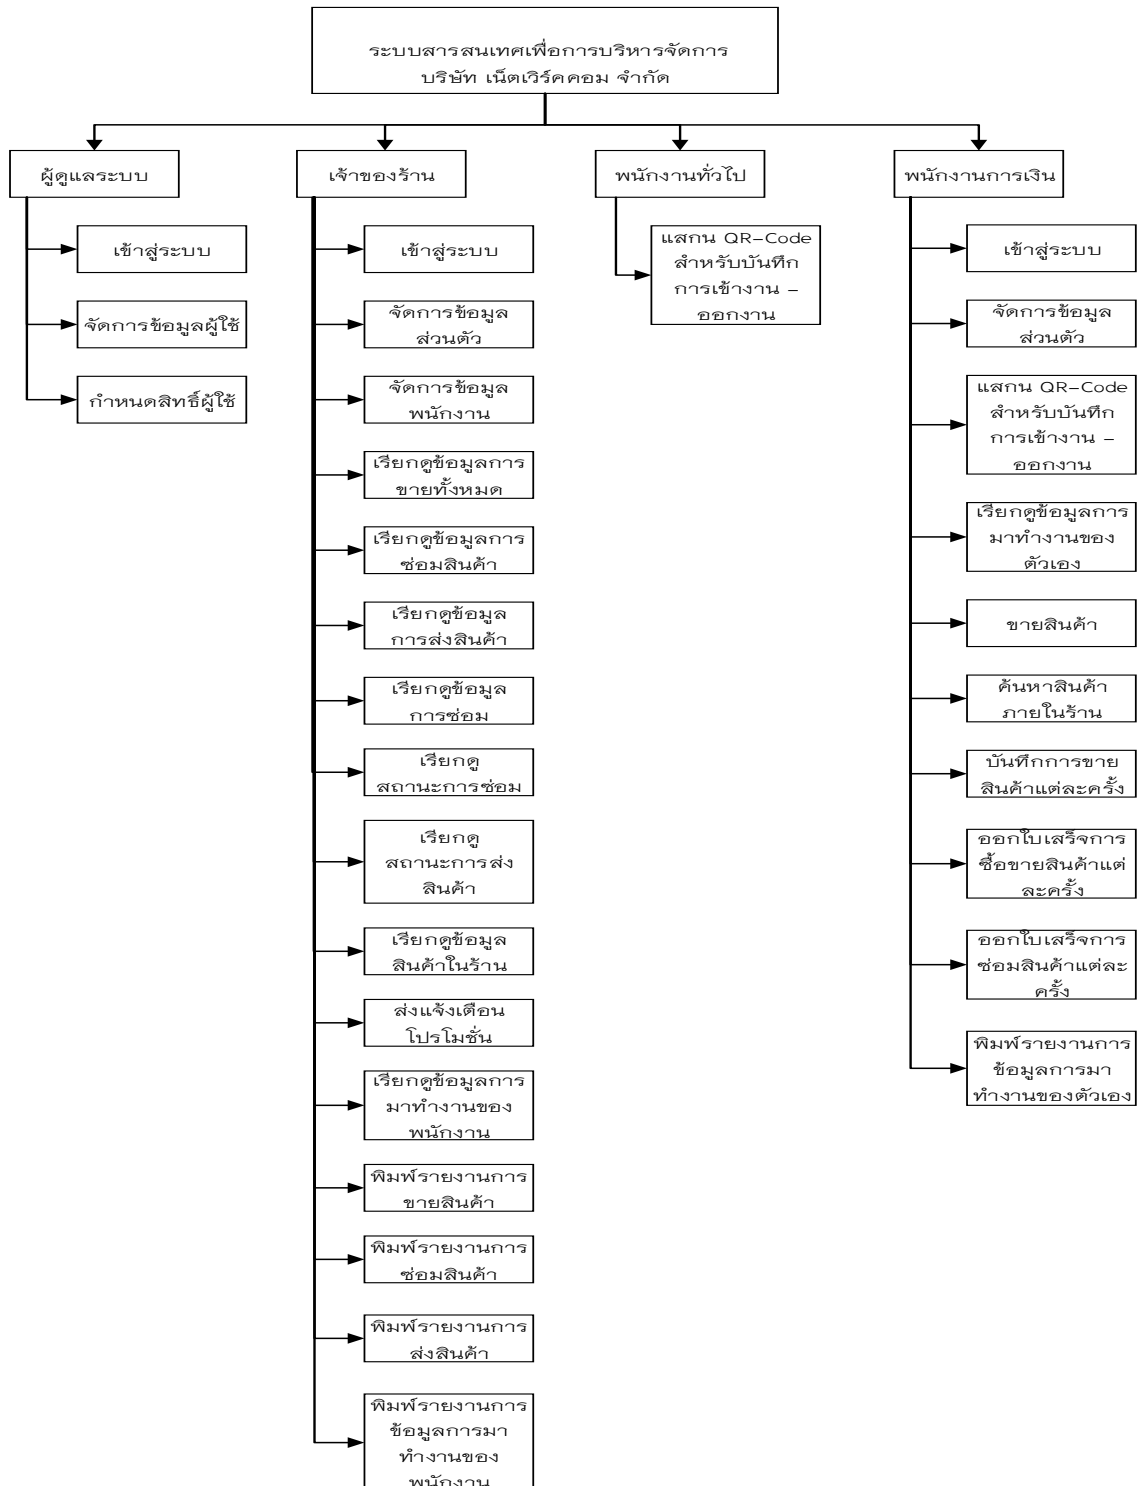 ระบบสารสนเทศเพื่อการบริหารจัดการ
บริษัท เน็ตเวิร์คคอม จำกัด
ผู้ดูแลระบบ
เข้าสู่ระบบ
จัดการข้อมูลผู้ใช้
กำหนดสิทธิ์ผู้ใช้
เจ้าของร้าน
เข้าสู่ระบบ
จัดการข้อมูล
ส่วนตัว
จัดการข้อมูล
พนักงาน
เรียกดูข้อมูลการ
ขายทั้งหมด
เรียกดูข้อมูลการ
ซ่อมสินค้า
เรียกดูข้อมูล
การส่งสินค้า
เรียกดูข้อมูล
การซ่อม
เรียกดู
สถานะการซ่อม
เรียกดู
สถานะการส่ง
สินค้า
เรียกดูข้อมูล
สินค้าในร้าน
ส่งแจ้งเตือน
โปรโมชั่น
เรียกดูข้อมูลการ
มาทำงานของ
พนักงาน
พิมพ์รายงานการ
ขายสินค้า
พิมพ์รายงานการ
ซ่อมสินค้า
พิมพ์รายงานการ
ส่งสินค้า
พิมพ์รายงานการ
ข้อมูลการมา
ทำงานของ
พนักงาน
พนักงานทั่วไป
แสกน QR-Code
สำหรับบันทึก
การเข้างาน –
ออกงาน
พนักงานการเงิน
เข้าสู่ระบบ
จัดการข้อมูล
ส่วนตัว
แสกน QR-Code
สำหรับบันทึก
การเข้างาน –
ออกงาน
เรียกดูข้อมูลการ
มาทำงานของ
ตัวเอง
ขายสินค้า
ค้นหาสินค้า
ภายในร้าน
บันทึกการขาย
สินค้าแต่ละครั้ง
ออกใบเสร็จการ
ซื้อขายสินค้าแต่
ละครั้ง
ออกใบเสร็จการ
ซ่อมสินค้าแต่ละ
ครั้ง
พิมพ์รายงานการ
ข้อมูลการมา
ทำงานของตัวเอง